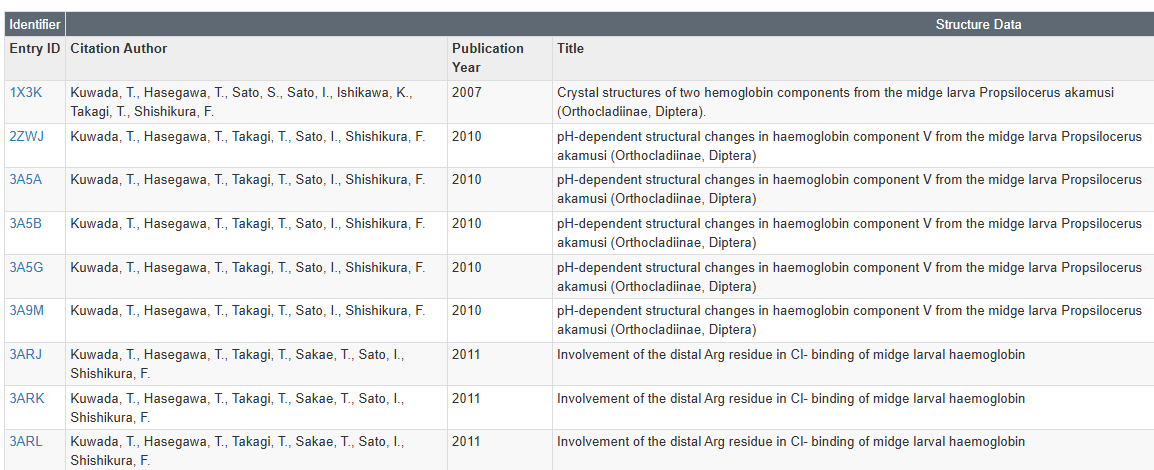 Identifier Structure Data
Entry ID Citation Author Publication Year Title
1X3K Kuwada, T., Hasegawa, T., Sato, S., Sato, I., Ishikawa, K., Takagi, T., Shishikura, F. 2007 Crystal structures of two hemoglobin components from the midge larva Propsilocerus akamusi (Orthocladiinae, Diptera).
2ZWJ Kuwada, T., Hasegawa, T., Takagi, T., Sato, I., Shishikura, F. 2010 pH-dependent structural changes in haemoglobin component V from the midge larva Propsilocerus akamusi (Orthocladiinae, Diptera)
3A5A Kuwada, T., Hasegawa, T., Takagi, T., Sato, I., Shishikura, F. 2010 pH-dependent structural changes in haemoglobin component V from the midge larva Propsilocerus akamusi (Orthocladiinae, Diptera)
3A5B Kuwada, T., Hasegawa, T., Takagi, T., Sato, I., Shishikura, F. 2010 pH-dependent structural changes in haemoglobin component V from the midge larva Propsilocerus akamusi (Orthocladiinae, Diptera)
3A5G Kuwada, T., Hasegawa, T., Takagi, T., Sato, I., Shishikura, F. 2010 pH-dependent structural changes in haemoglobin component V from the midge larva Propsilocerus akamusi (Orthocladiinae, Diptera)
3A9M Kuwada, T., Hasegawa, T., Takagi, T., Sato, I., Shishikura, F. 2010 pH-dependent structural changes in haemoglobin component V from the midge larva Propsilocerus akamusi (Orthocladiinae, Diptera)
3ARJ Kuwada, T., Hasegawa, T., Takagi, T., Sakae, T., Sato, I., Shishikura, F. 2011 Involvement of the distal Arg residue in Cl- binding of midge larval haemoglobin
3ARK Kuwada, T., Hasegawa, T., Takagi, T., Sakae, T., Sato, I., Shishikura, F. 2011 Involvement of the distal Arg residue in Cl- binding of midge larval haemoglobin
3ARL Kuwada, T., Hasegawa, T., Takagi, T., Sakae, T., Sato, I., Shishikura, F. 2011 Involvement of the distal Arg residue in Cl- binding of midge larval haemoglobin